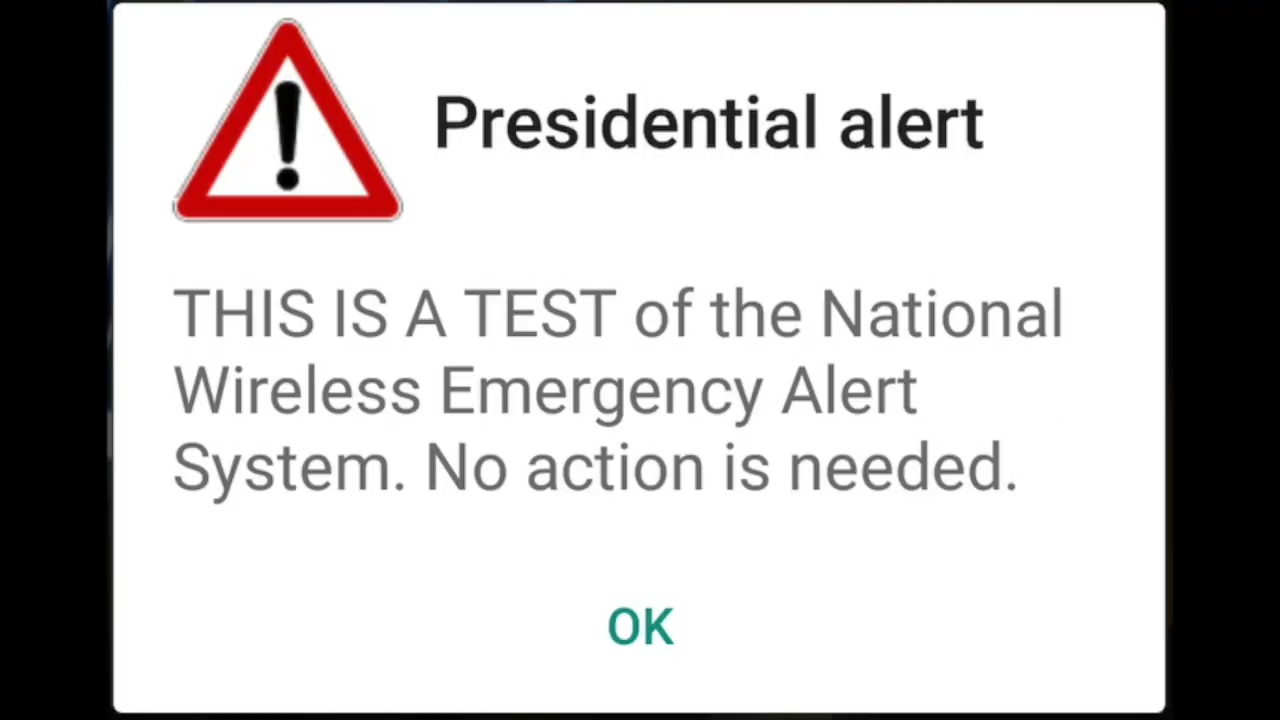 Presidential alert
THIS IS A TEST of the National
Wireless Emergency Alert
System. No action is needed.
OK